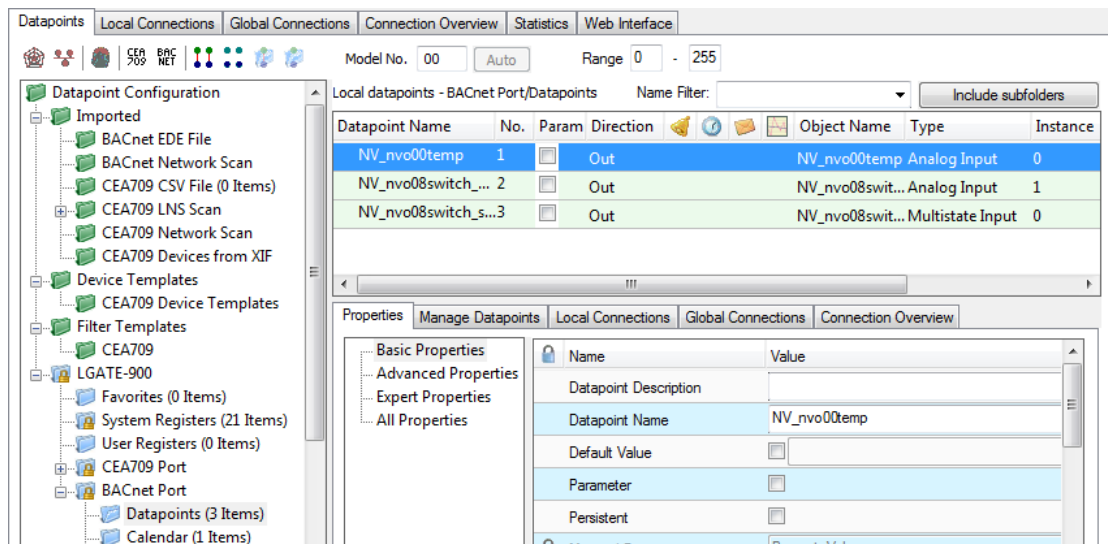 Datapoints Local Connections Global Connections Connection Overview Statistics Web Interface
CEA 709 BAC NET Model No. 00 Auto Range 0 - 255
Local datapoints - BACnet Port/Datapoints Name Filter: Include subfolders
Datapoint Name No. Param Direction Object Name Type Instance
NV_nvo00temp 1 Out NV_nvo00temp Analog Input 0
NV_nvo08switch_... 2 Out NV_nvo08swit... Analog Input 1
NV_nvo08switch_s... 3 Out NV_nvo08swit... Multistate Input 0
Datapoint Configuration
Imported
BACnet EDE File
BACnet Network Scan
CEA709 CSV File (0 Items)
CEA709 LNS Scan
CEA709 Network Scan
CEA709 Devices from XIF
Device Templates
CEA709 Device Templates
Filter Templates
CEA709
LGATE-900
Favorites (0 Items)
System Registers (21 Items)
User Registers (0 Items)
CEA709 Port
BACnet Port
Datapoints (3 Items)
Calendar (1 Items)
Properties Manage Datapoints Local Connections Global Connections Connection Overview
Basic Properties
Advanced Properties
Expert Properties
All Properties
Name Value
Datapoint Description
Datapoint Name NV_nvo00temp
Default Value
Parameter
Persistent